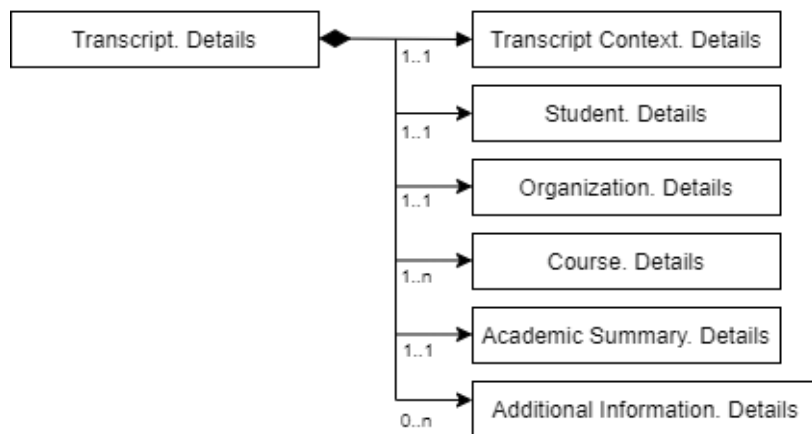 Transcript. Details
Transcript Context. Details
1..1
Student. Details
1..1
Organization. Details
1..1
Course. Details
1..n
Academic Summary. Details
1..1
Additional Information. Details
0..n